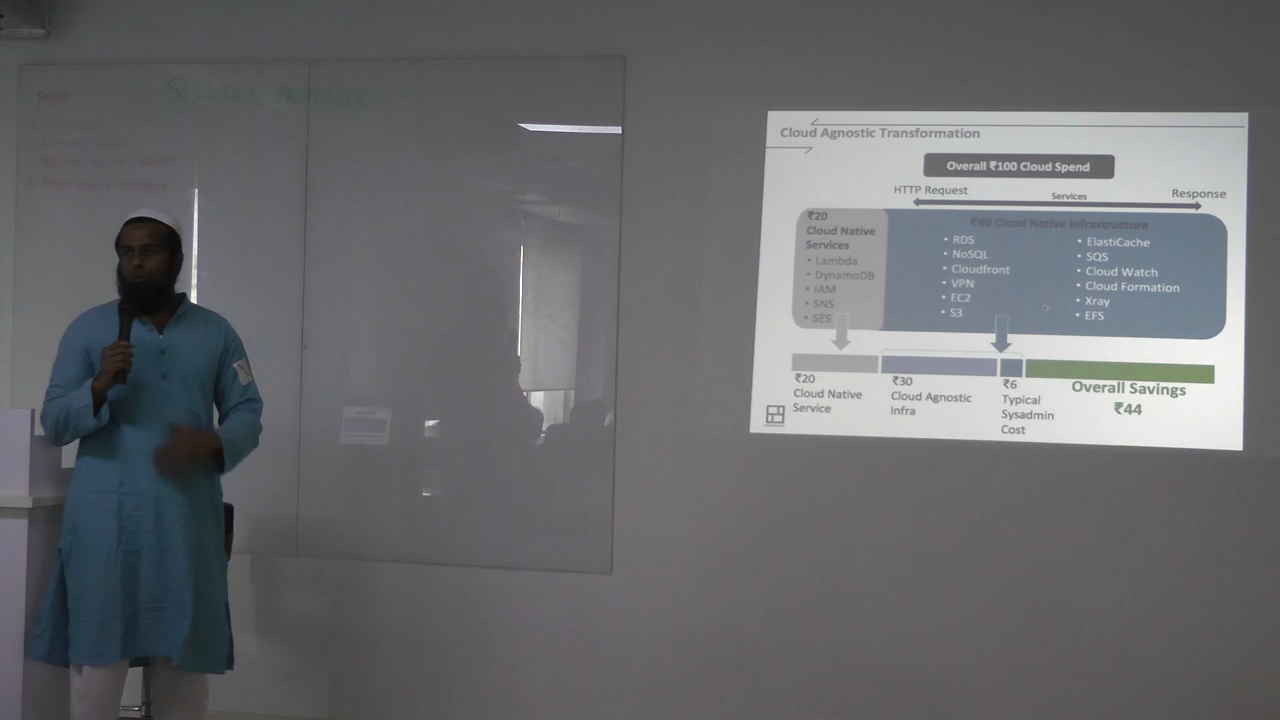 Cloud Agnostic Transformation
Overall ₹100 Cloud Spend
HTTP Request
Services
Response
₹20
Cloud Native
Services
• Lambda
• DynamoDB
• IAM
• SNS
• SES
₹80 Cloud Native Infrastructure
• RDS
• NoSQL
• Cloudfront
• VPN
• EC2
• S3
• ElastiCache
• SQS
• Cloud Watch
• Cloud Formation
• Xray
• EFS
₹20
Cloud Native
Service
₹30
Cloud Agnostic
Infra
₹6
Typical
Sysadmin
Cost
Overall Savings
₹44